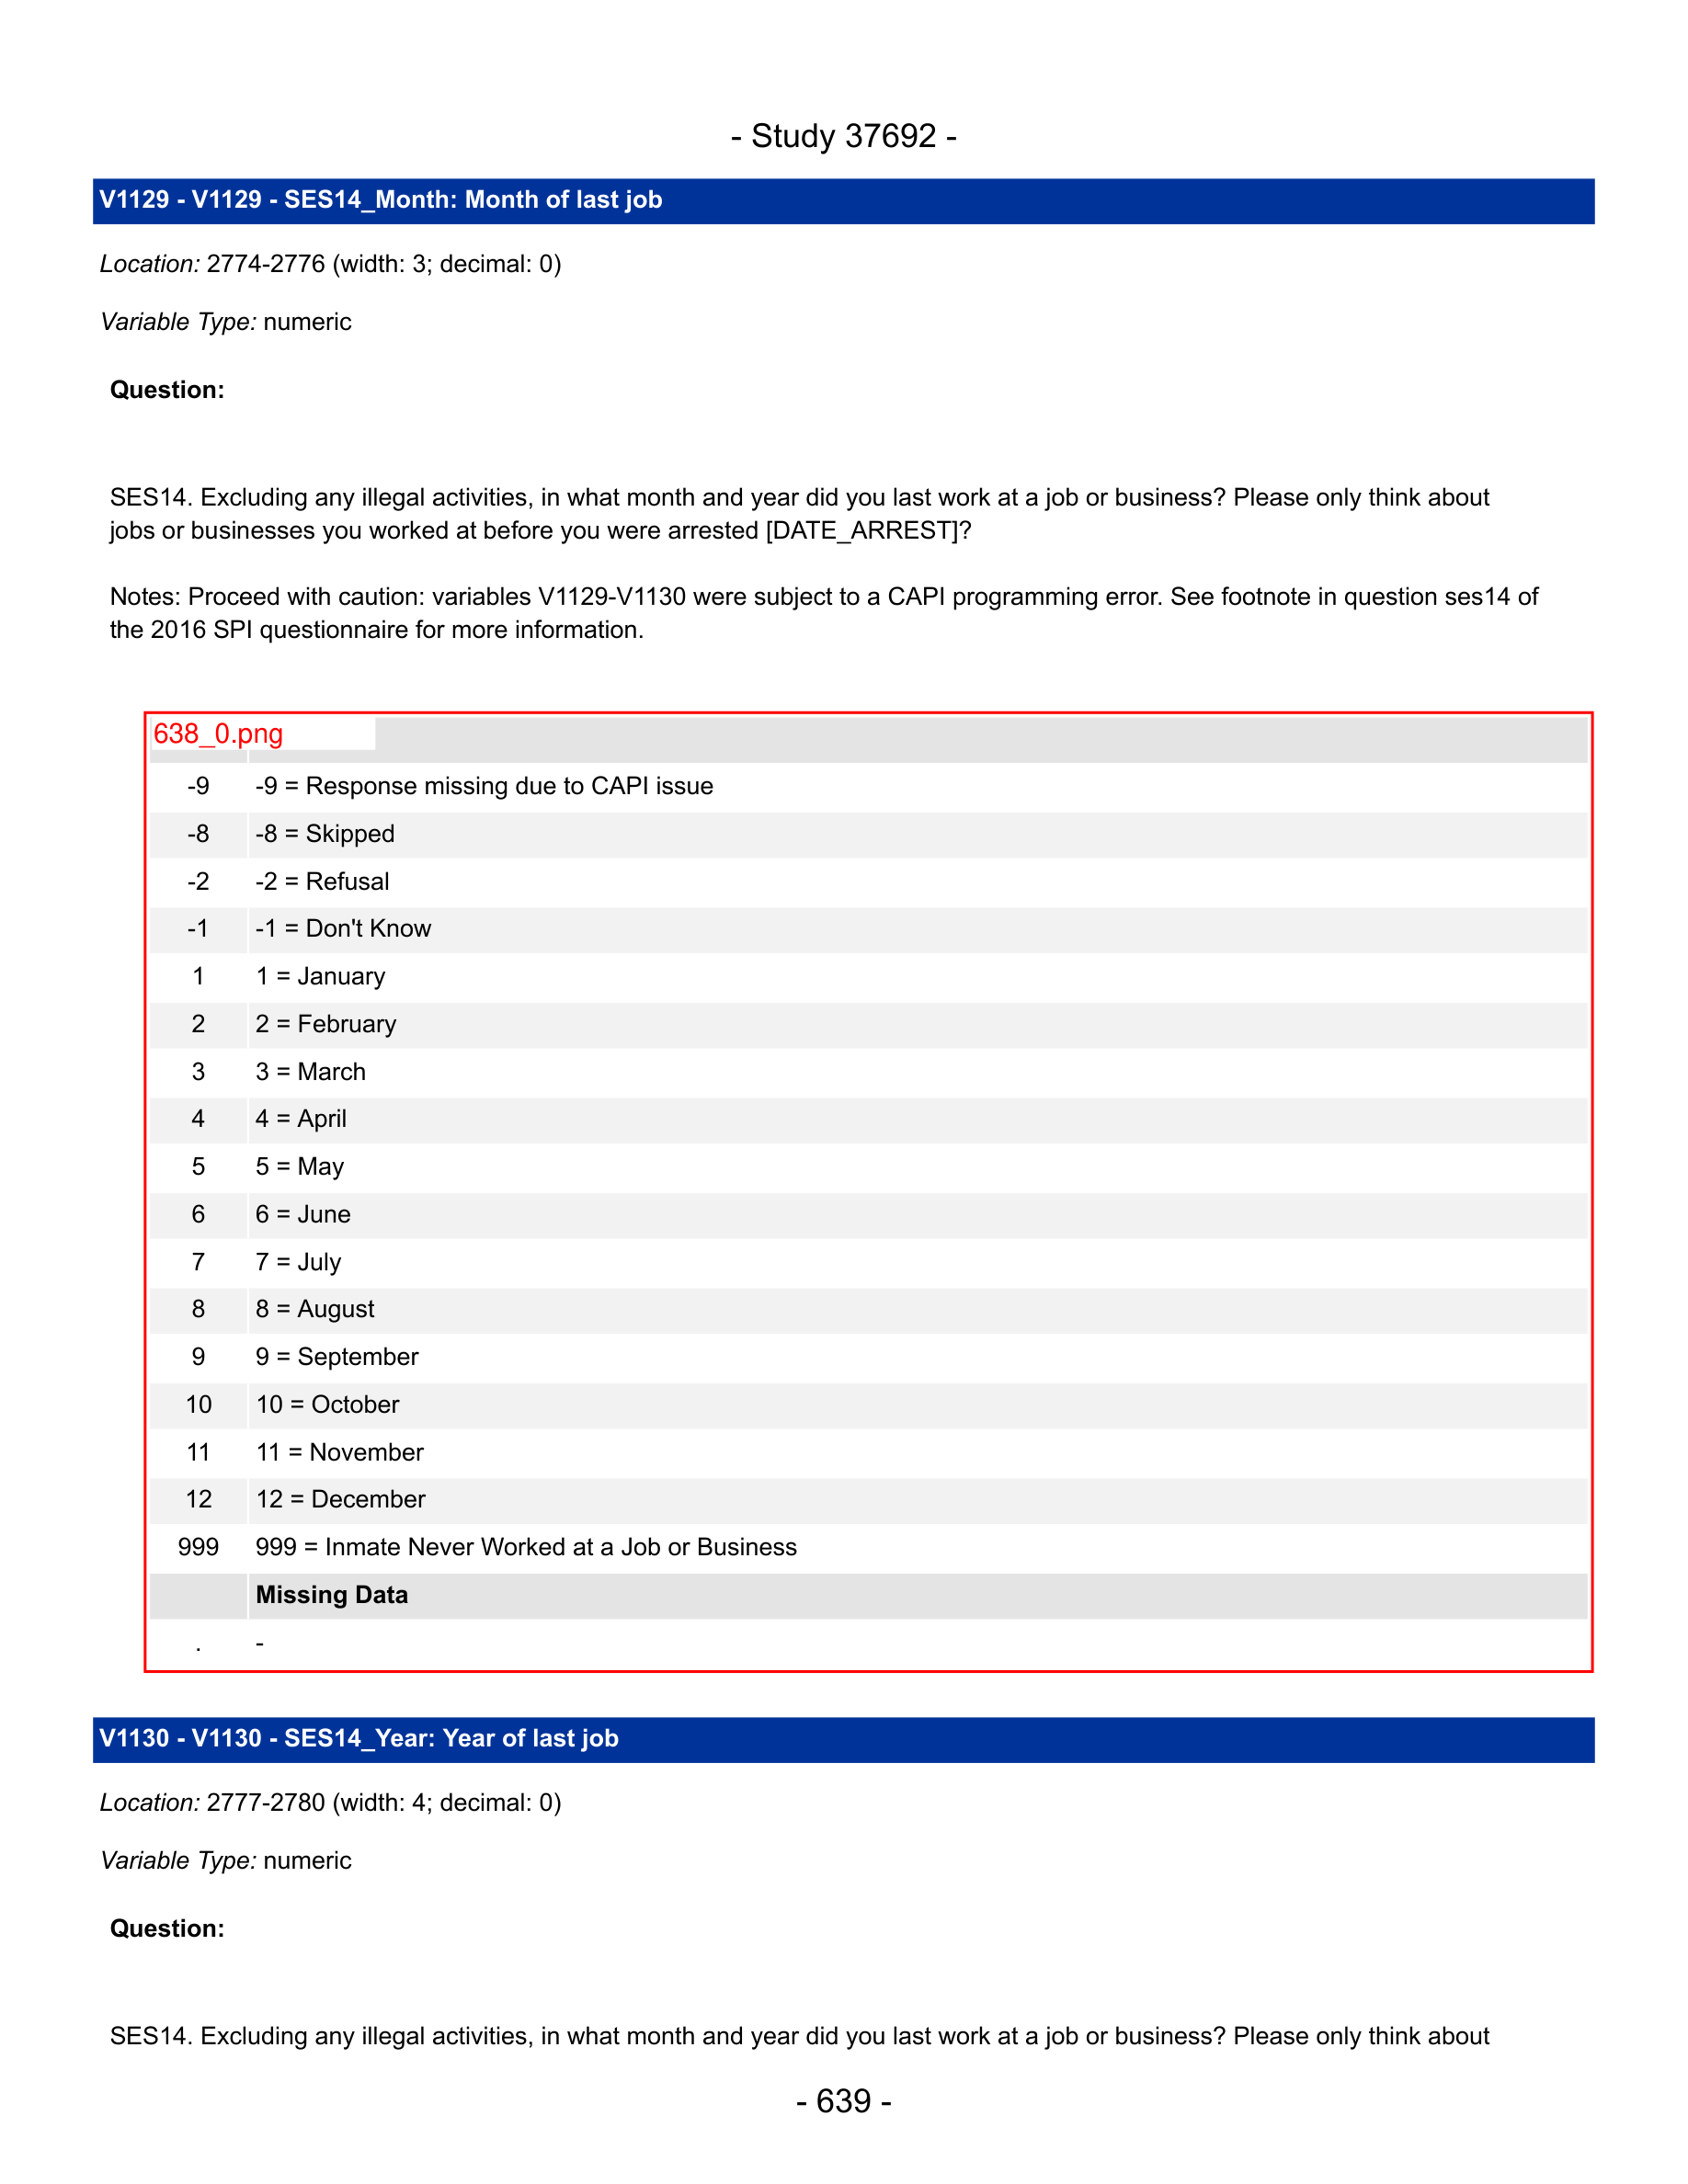 - Study 37692 -
V1129 - V1129 - SES14_Month: Month of last job
Location: 2774-2776 (width: 3; decimal: 0)
Variable Type: numeric
Question:
SES14. Excluding any illegal activities, in what month and year did you last work at a job or business? Please only think about
jobs or businesses you worked at before you were arrested [DATE_ARREST]?
Notes: Proceed with caution: variables V1129-V1130 were subject to a CAPI programming error. See footnote in question ses14 of
the 2016 SPI questionnaire for more information.
638_0.png
-9 -9 = Response missing due to CAPI issue
-8 -8 = Skipped
-2 -2 = Refusal
-1 -1 = Don't Know
1 1 = January
2 2 = February
3 3 = March
4 4 = April
5 5 = May
6 6 = June
7 7 = July
8 8 = August
9 9 = September
10 10 = October
11 11 = November
12 12 = December
999 999 = Inmate Never Worked at a Job or Business
Missing Data
. -
V1130 - V1130 - SES14_Year: Year of last job
Location: 2777-2780 (width: 4; decimal: 0)
Variable Type: numeric
Question:
SES14. Excluding any illegal activities, in what month and year did you last work at a job or business? Please only think about
- 639 -